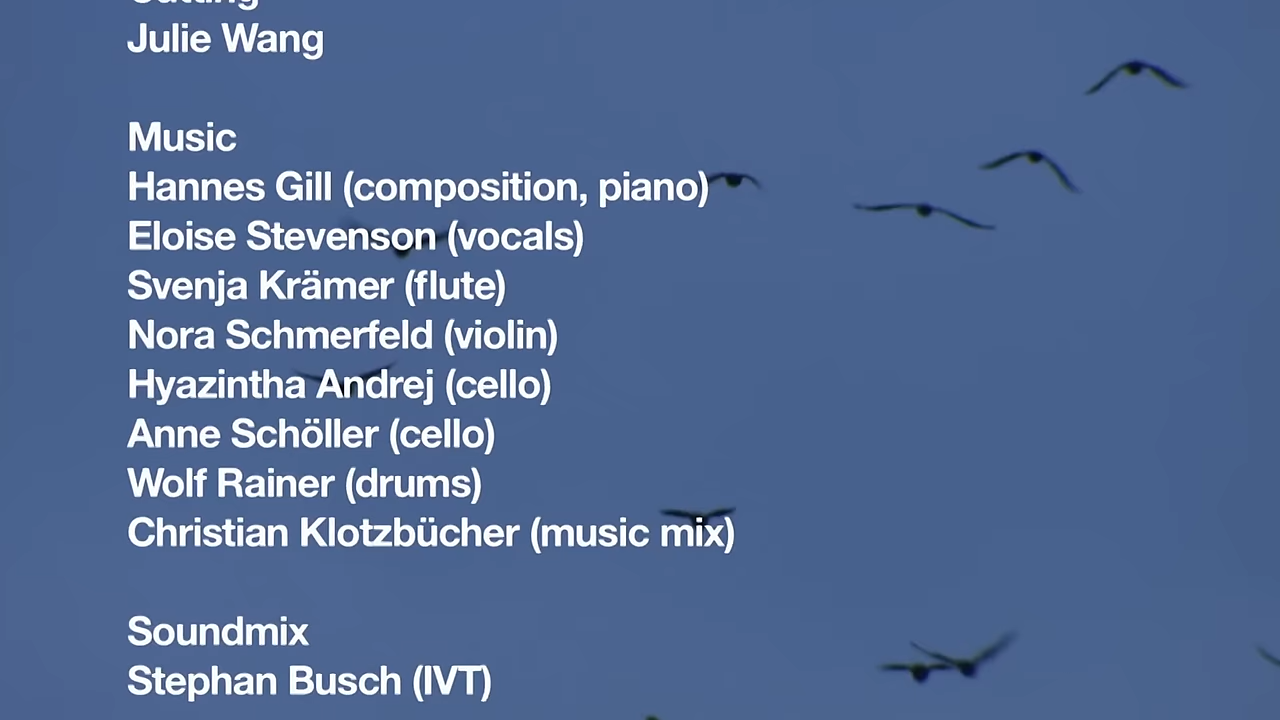 Julie Wang
Music
Hannes Gill (composition, piano)
Eloise Stevenson (vocals)
Svenja Krämer (flute)
Nora Schmerfeld (violin)
Hyazintha Andrej (cello)
Anne Schöller (cello)
Wolf Rainer (drums)
Christian Klotzbücher (music mix)
Soundmix
Stephan Busch (IVT)